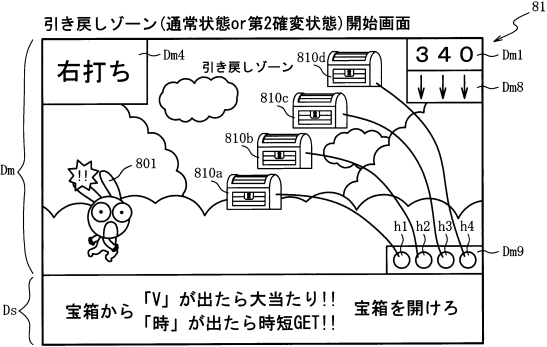 引き戻しゾーン(通常状態or第2確変状態)開始画面
81
Dm4
右打ち
引き戻しゾーン
810d
340
Dm1
↓↓↓
Dm8
810c
810b
Dm
!!
801
810a
h1 h2 h3 h4
Dm9
Ds
宝箱から
「V」が出たら大当たり!!
「時」が出たら時短GET!!
宝箱を開けろ